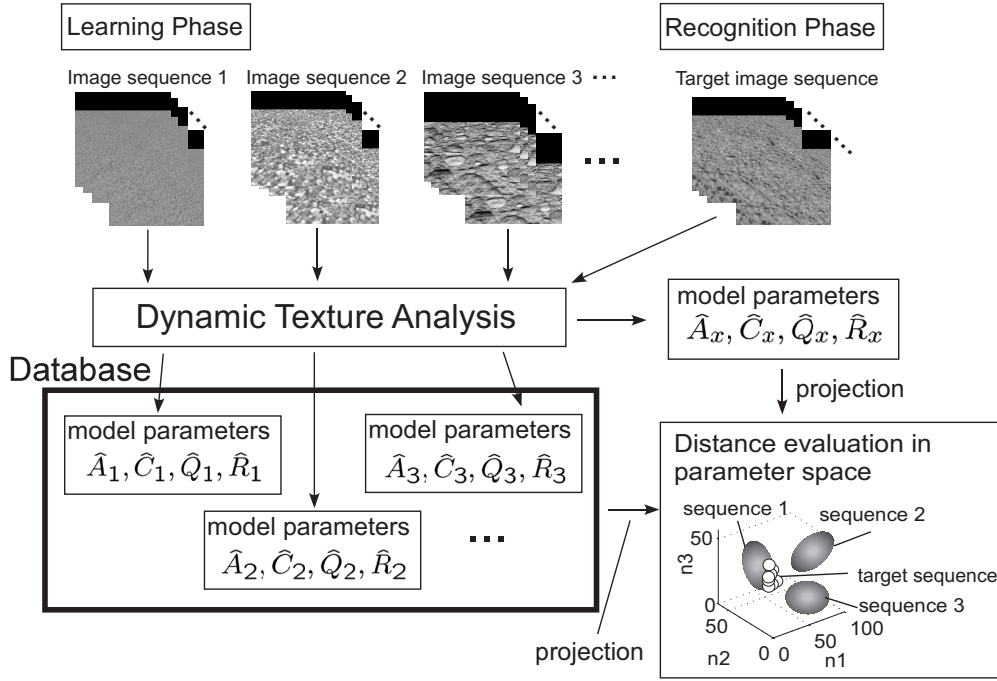 Learning Phase
Recognition Phase
Image sequence 1
Image sequence 2
Image sequence 3 ...
Target image sequence
...
Dynamic Texture Analysis
model parameters
Â_x, Ĉ_x, Q̂_x, R̂_x
projection
Database
model parameters
Â_1, Ĉ_1, Q̂_1, R̂_1
model parameters
Â_3, Ĉ_3, Q̂_3, R̂_3
model parameters
Â_2, Ĉ_2, Q̂_2, R̂_2
...
projection
Distance evaluation in
parameter space
sequence 1
sequence 2
target sequence
sequence 3
50
n3
0
50
n2
0
0
50
100
n1